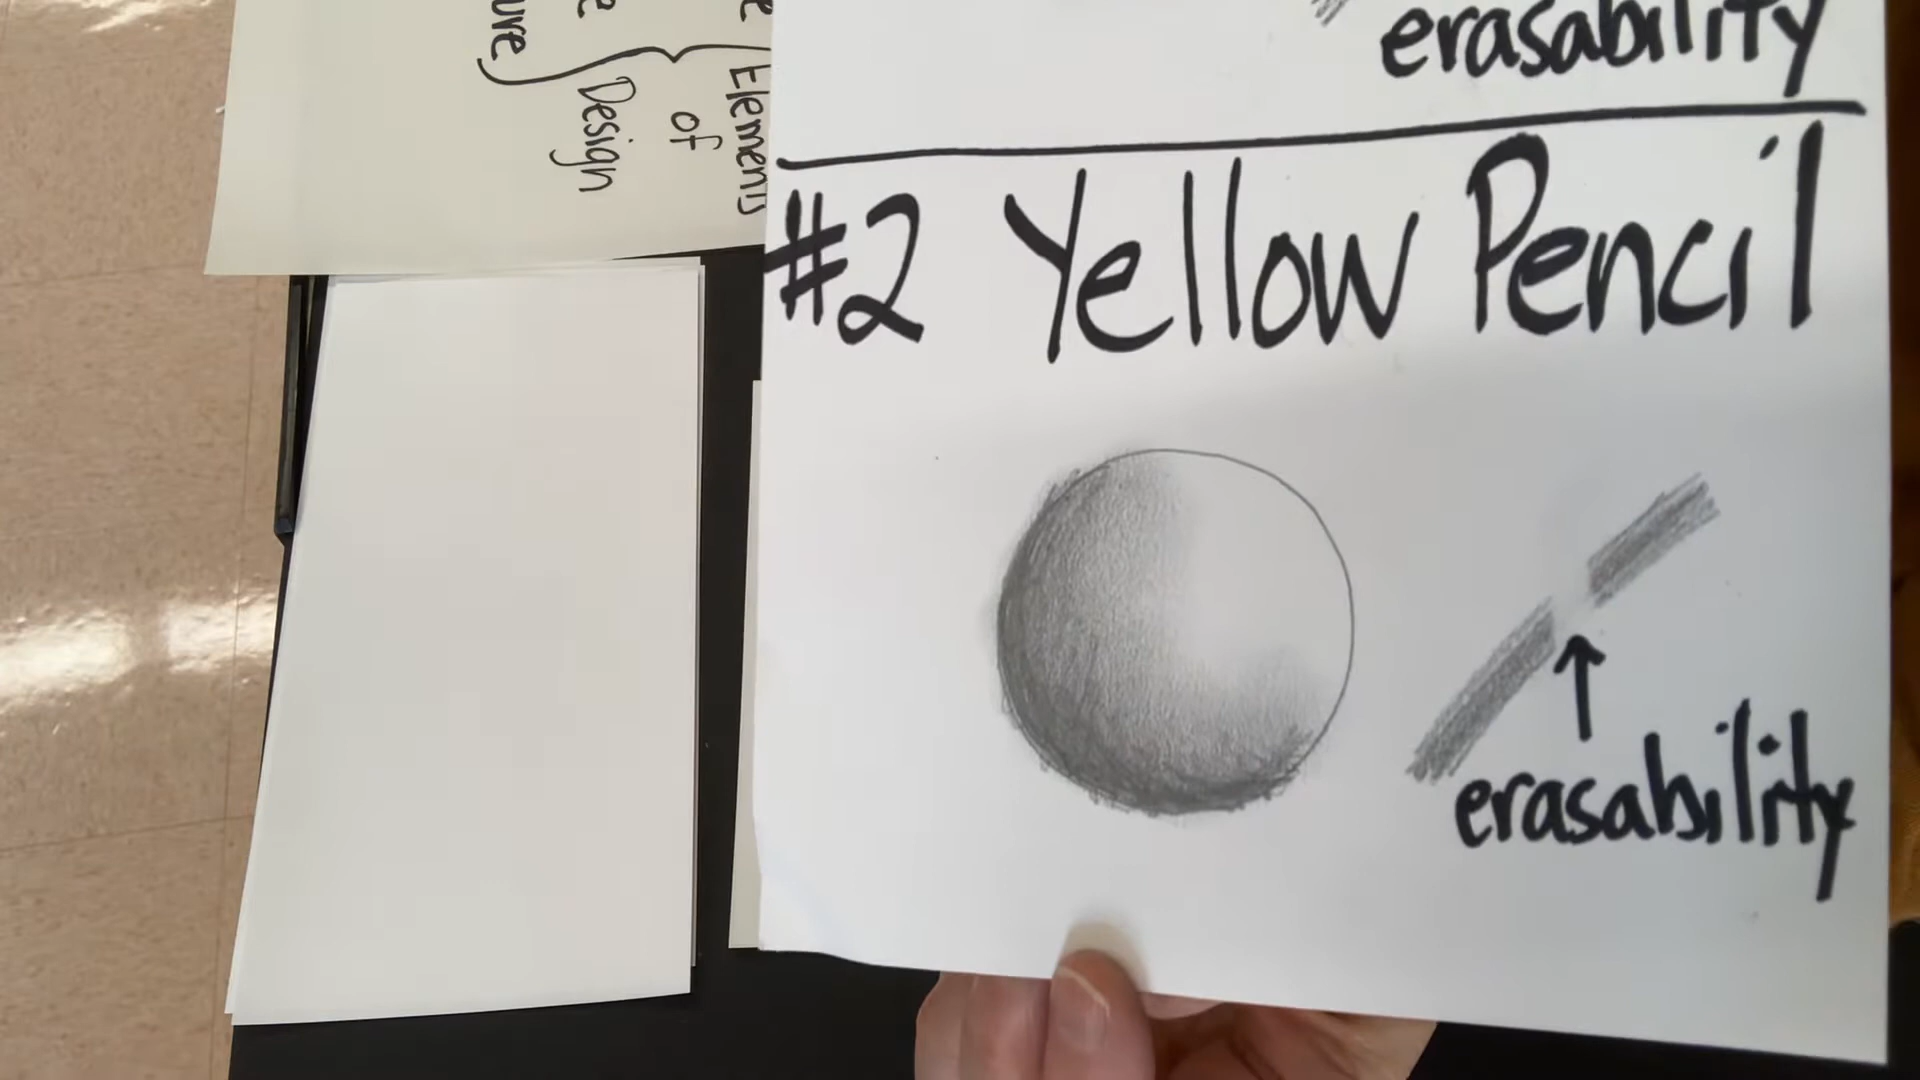 erasability
#2 Yellow Pencil
erasability
Elements
of
Design